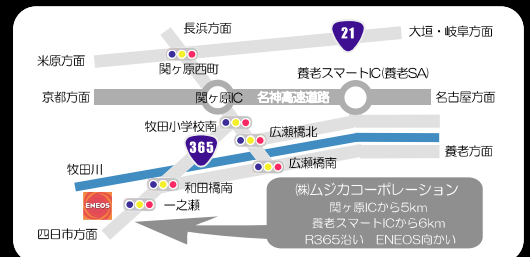 長浜方面
21
大垣・岐阜方面
米原方面
関ヶ原西町
養老スマートIC(養老SA)
京都方面
関ヶ原IC
名神高速道路
名古屋方面
牧田小学校南
広瀬橋北
365
養老方面
広瀬橋南
牧田川
和田橋南
ENEOS
一之瀬
四日市方面
㈱ムジカコーポレーション
関ヶ原ICから5km
養老スマートICから6km
R365沿い　ENEOS向かい